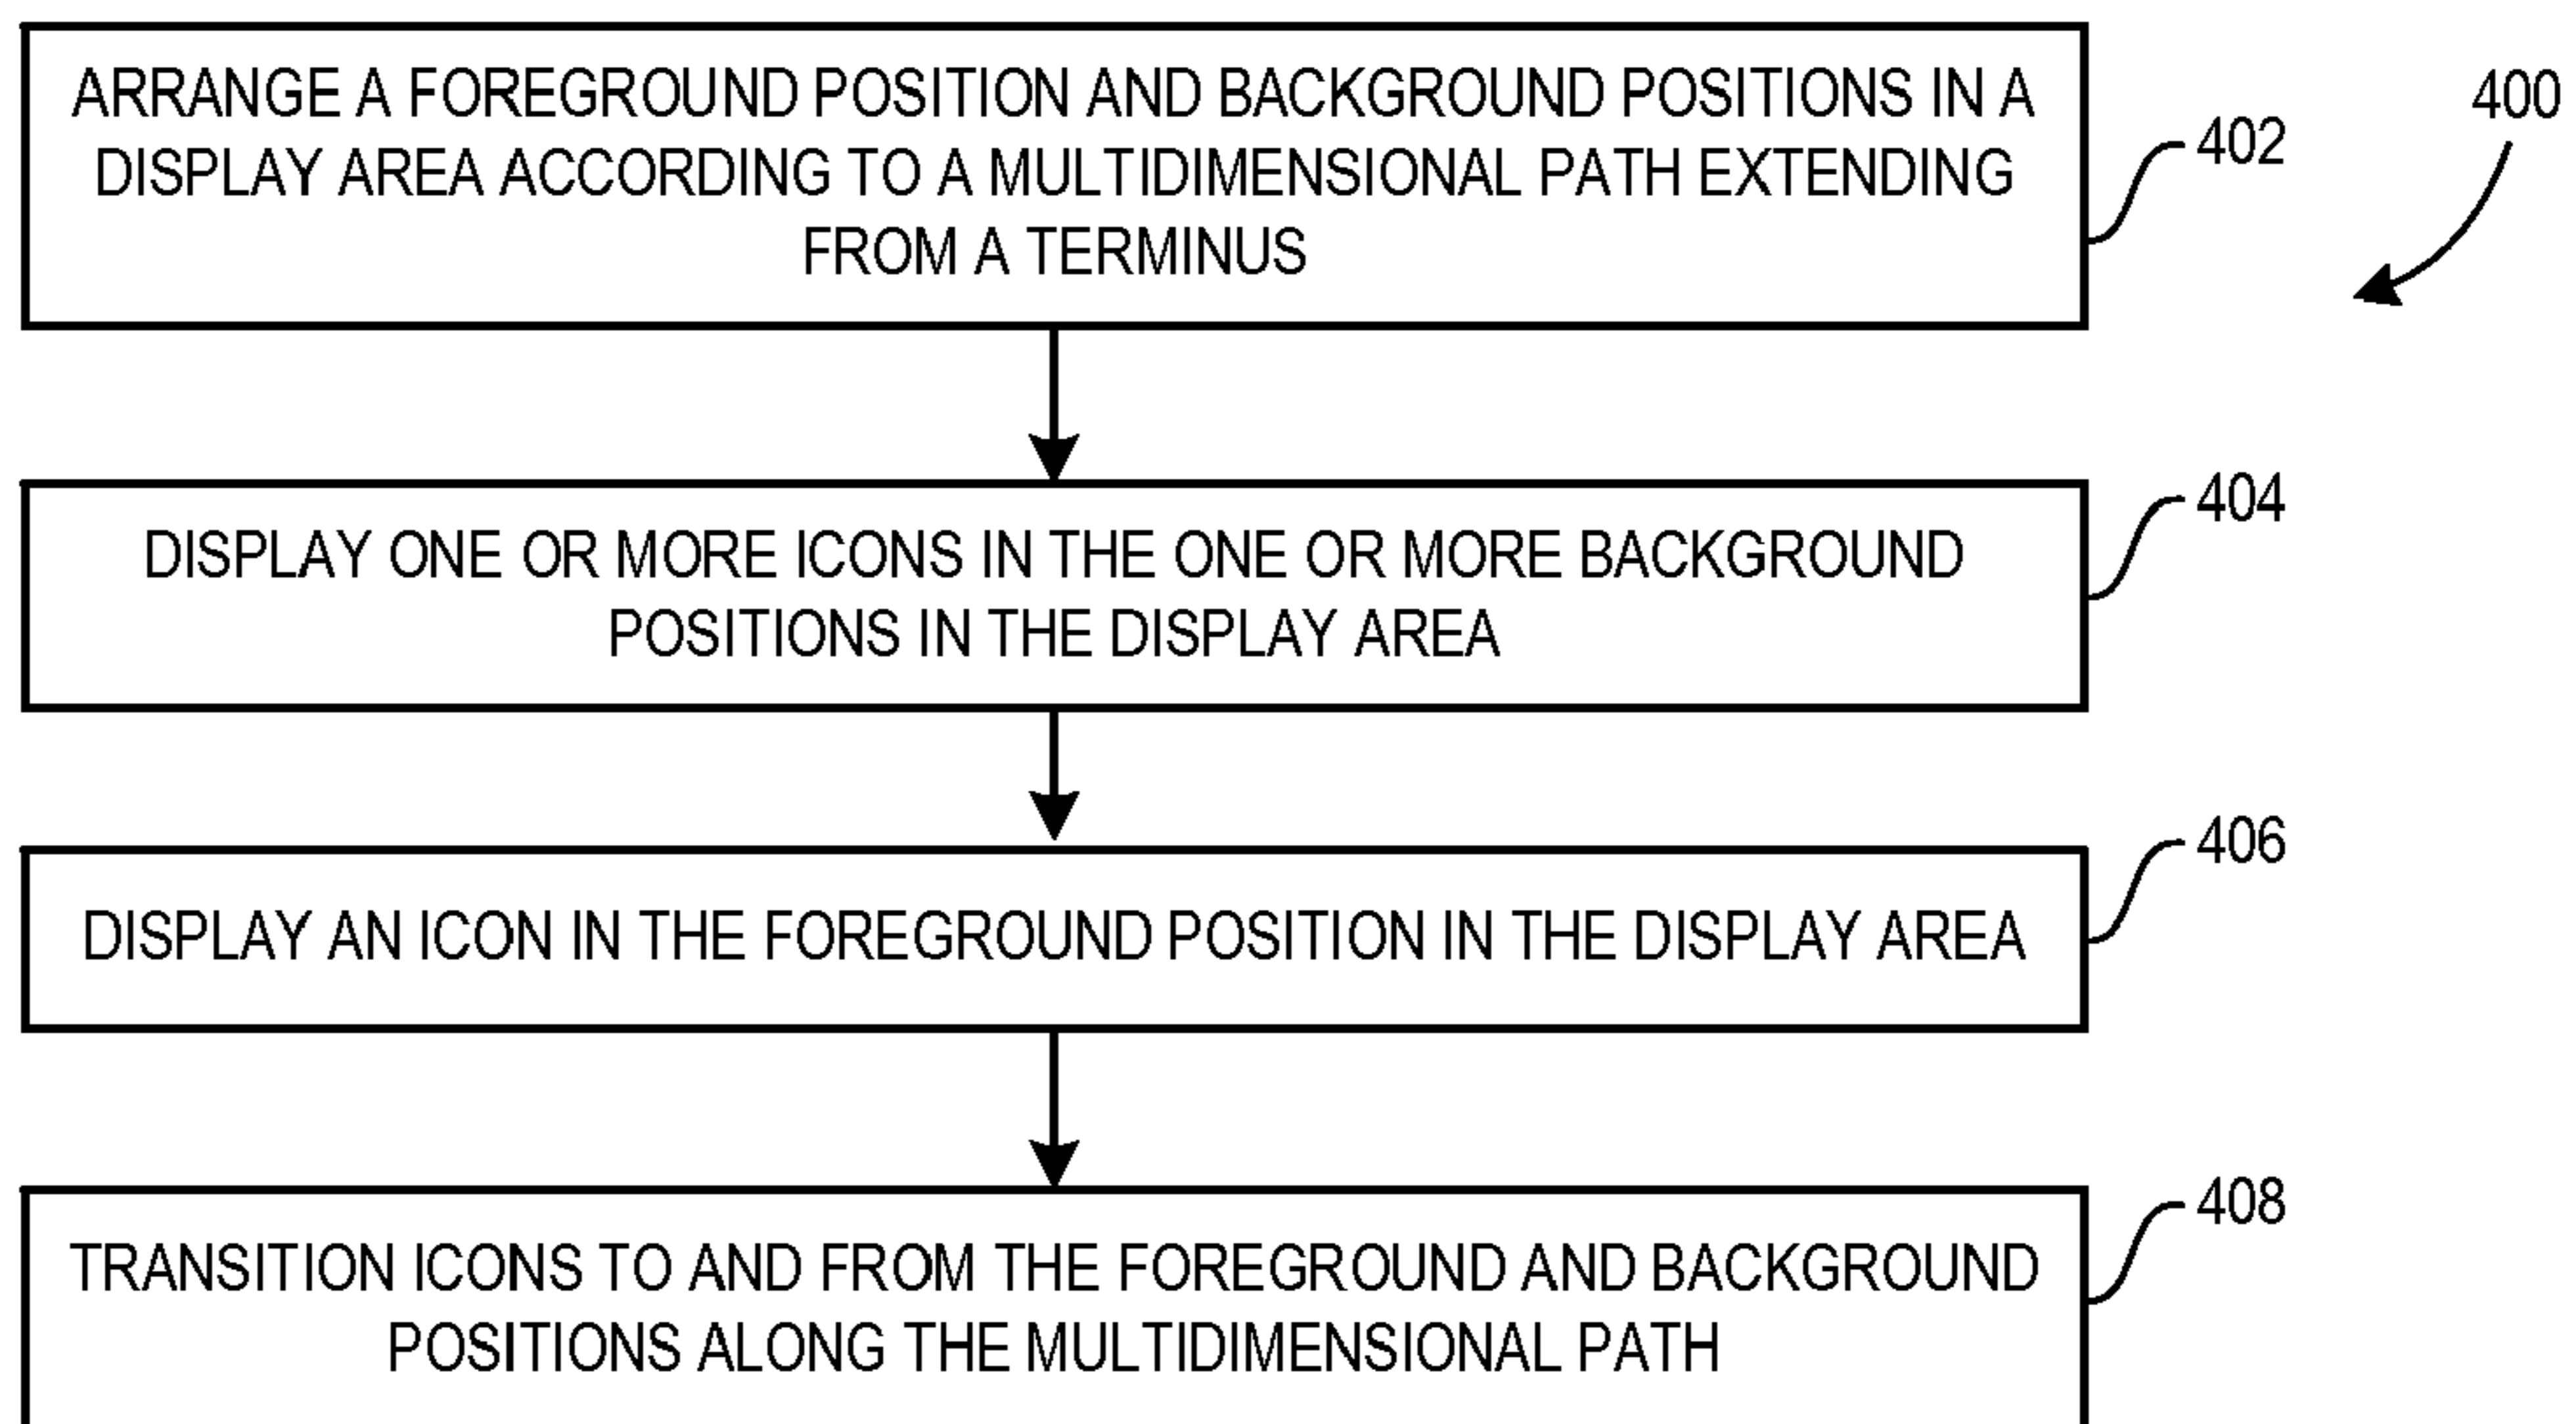 ARRANGE A FOREGROUND POSITION AND BACKGROUND POSITIONS IN A
DISPLAY AREA ACCORDING TO A MULTIDIMENSIONAL PATH EXTENDING
FROM A TERMINUS
402
400
DISPLAY ONE OR MORE ICONS IN THE ONE OR MORE BACKGROUND
POSITIONS IN THE DISPLAY AREA
404
DISPLAY AN ICON IN THE FOREGROUND POSITION IN THE DISPLAY AREA
406
TRANSITION ICONS TO AND FROM THE FOREGROUND AND BACKGROUND
POSITIONS ALONG THE MULTIDIMENSIONAL PATH
408